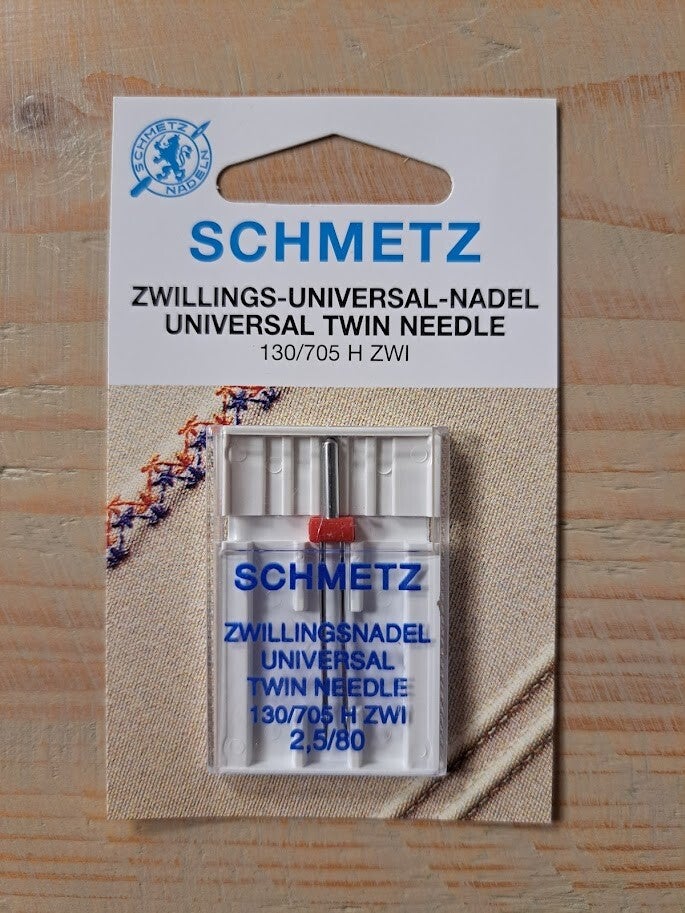 SCHMETZ
NADELN
SCHMETZ
ZWILLINGS-UNIVERSAL-NADEL
UNIVERSAL TWIN NEEDLE
130/705 H ZWI
SCHMETZ
ZWILLINGSNADEL
UNIVERSAL
TWIN NEEDLE
130/705 H ZWI
2,5/80